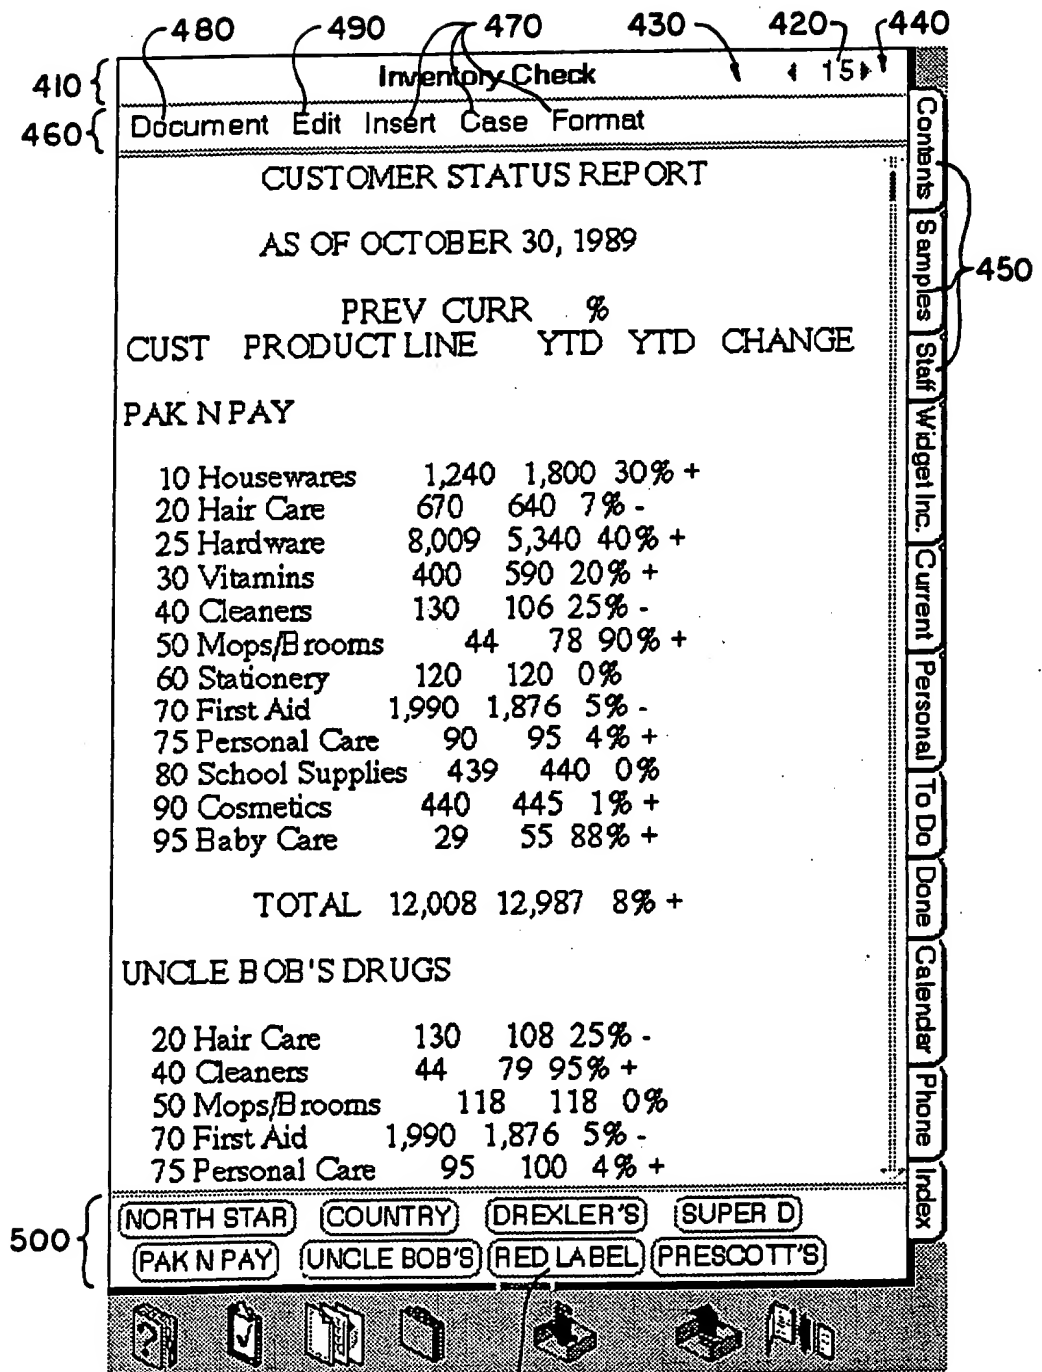 480 490 470 430 420 440
410 Inventory Check 15
460 Document Edit Insert Case Format
CUSTOMER STATUS REPORT
AS OF OCTOBER 30, 1989
PREV CURR %
CUST PRODUCT LINE YTD YTD CHANGE
PAK N PAY
10 Housewares 1,240 1,800 30% +
20 Hair Care 670 640 7% -
25 Hardware 8,009 5,340 40% +
30 Vitamins 400 590 20% +
40 Cleaners 130 106 25% -
50 Mops/Brooms 44 78 90% +
60 Stationery 120 120 0%
70 First Aid 1,990 1,876 5% -
75 Personal Care 90 95 4% +
80 School Supplies 439 440 0%
90 Cosmetics 440 445 1% +
95 Baby Care 29 55 88% +
TOTAL 12,008 12,987 8% +
UNCLE BOB'S DRUGS
20 Hair Care 130 108 25% -
40 Cleaners 44 79 95% +
50 Mops/Brooms 118 118 0%
70 First Aid 1,990 1,876 5% -
75 Personal Care 95 100 4% +
500
NORTH STAR COUNTRY DREXLER'S SUPER D
PAK N PAY UNCLE BOB'S RED LABEL PRESCOTT'S
Contents
Samples
Staff
Widget Inc.
Current
Personal
To Do
Done
Calendar
Phone
Index
450
?